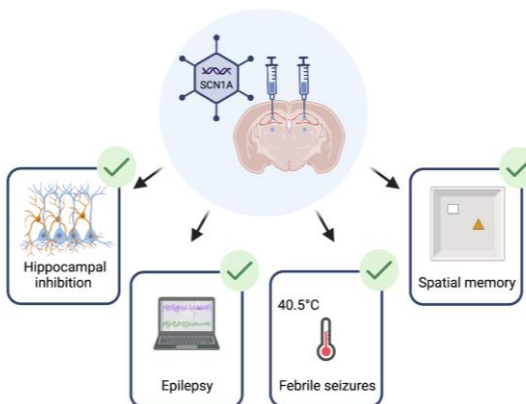 SCN1A
Hippocampal
inhibition
Epilepsy
40.5°C
Febrile seizures
Spatial memory